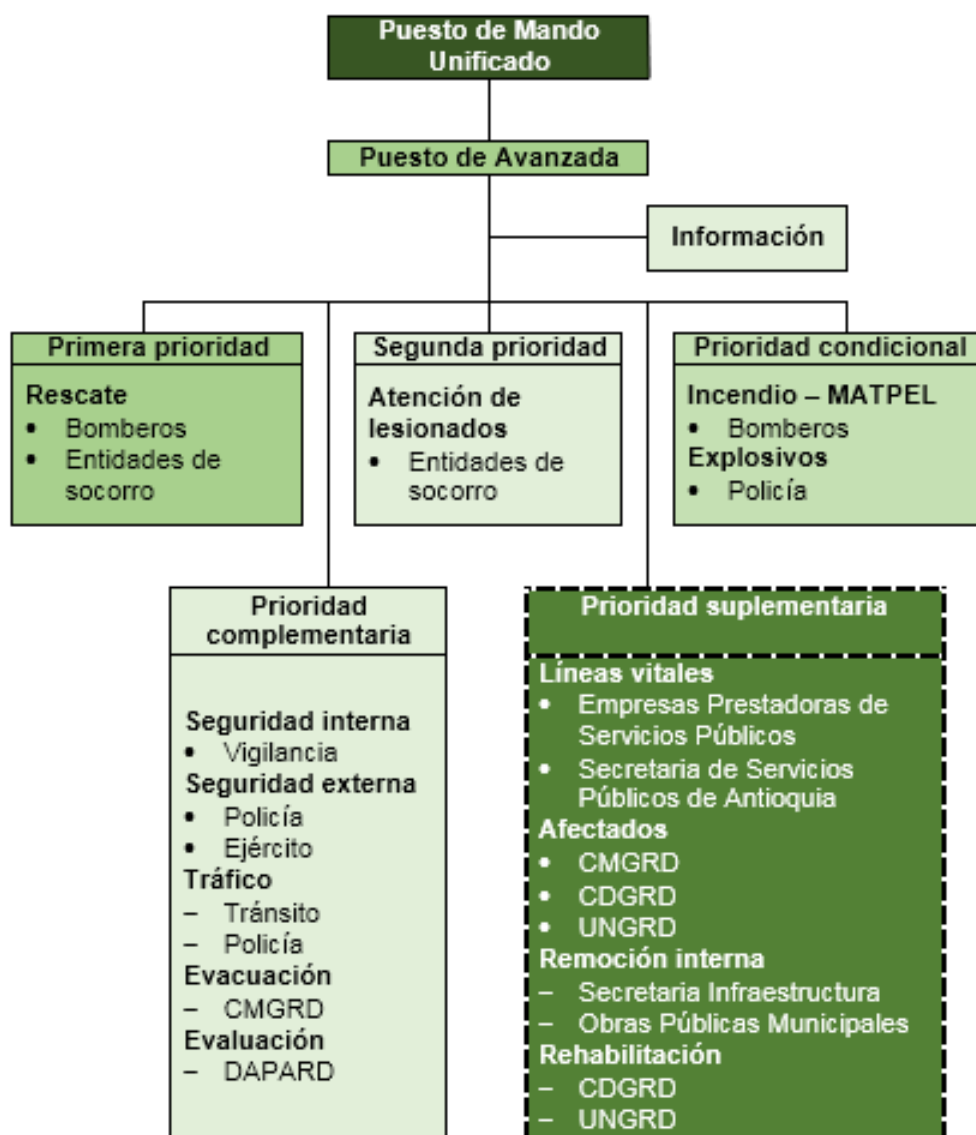 Puesto de Mando
Unificado
Puesto de Avanzada
Información
Primera prioridad
Rescate
• Bomberos
• Entidades de
socorro
Segunda prioridad
Atención de
lesionados
• Entidades de
socorro
Prioridad condicional
Incendio – MATPEL
• Bomberos
Explosivos
• Policía
Prioridad
complementaria
Seguridad interna
• Vigilancia
Seguridad externa
• Policía
• Ejército
Tráfico
– Tránsito
– Policía
Evacuación
– CMGRD
Evaluación
– DAPARD
Prioridad suplementaria
Líneas vitales
• Empresas Prestadoras de
Servicios Públicos
• Secretaria de Servicios
Públicos de Antioquia
Afectados
• CMGRD
• CDGRD
• UNGRD
Remoción interna
– Secretaria Infraestructura
– Obras Públicas Municipales
Rehabilitación
– CDGRD
– UNGRD